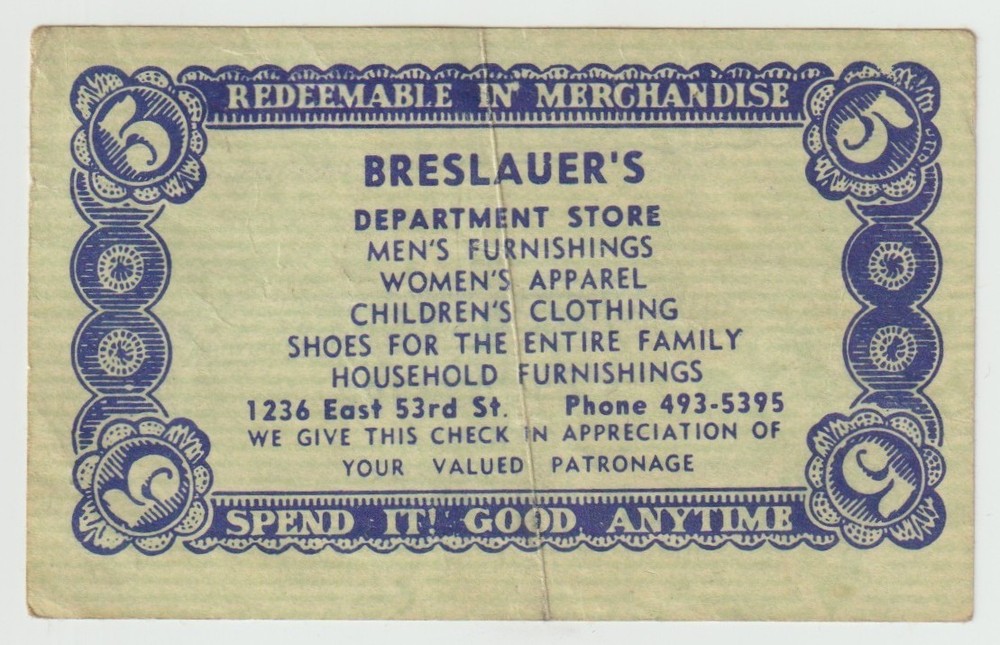 REDEEMABLE IN MERCHANDISE
BRESLAUER'S
DEPARTMENT STORE
MEN'S FURNISHINGS
WOMEN'S APPAREL
CHILDREN'S CLOTHING
SHOES FOR THE ENTIRE FAMILY
HOUSEHOLD FURNISHINGS
1236 East 53rd St. Phone 493-5395
WE GIVE THIS CHECK IN APPRECIATION OF
YOUR VALUED PATRONAGE
SPEND IT! GOOD ANYTIME